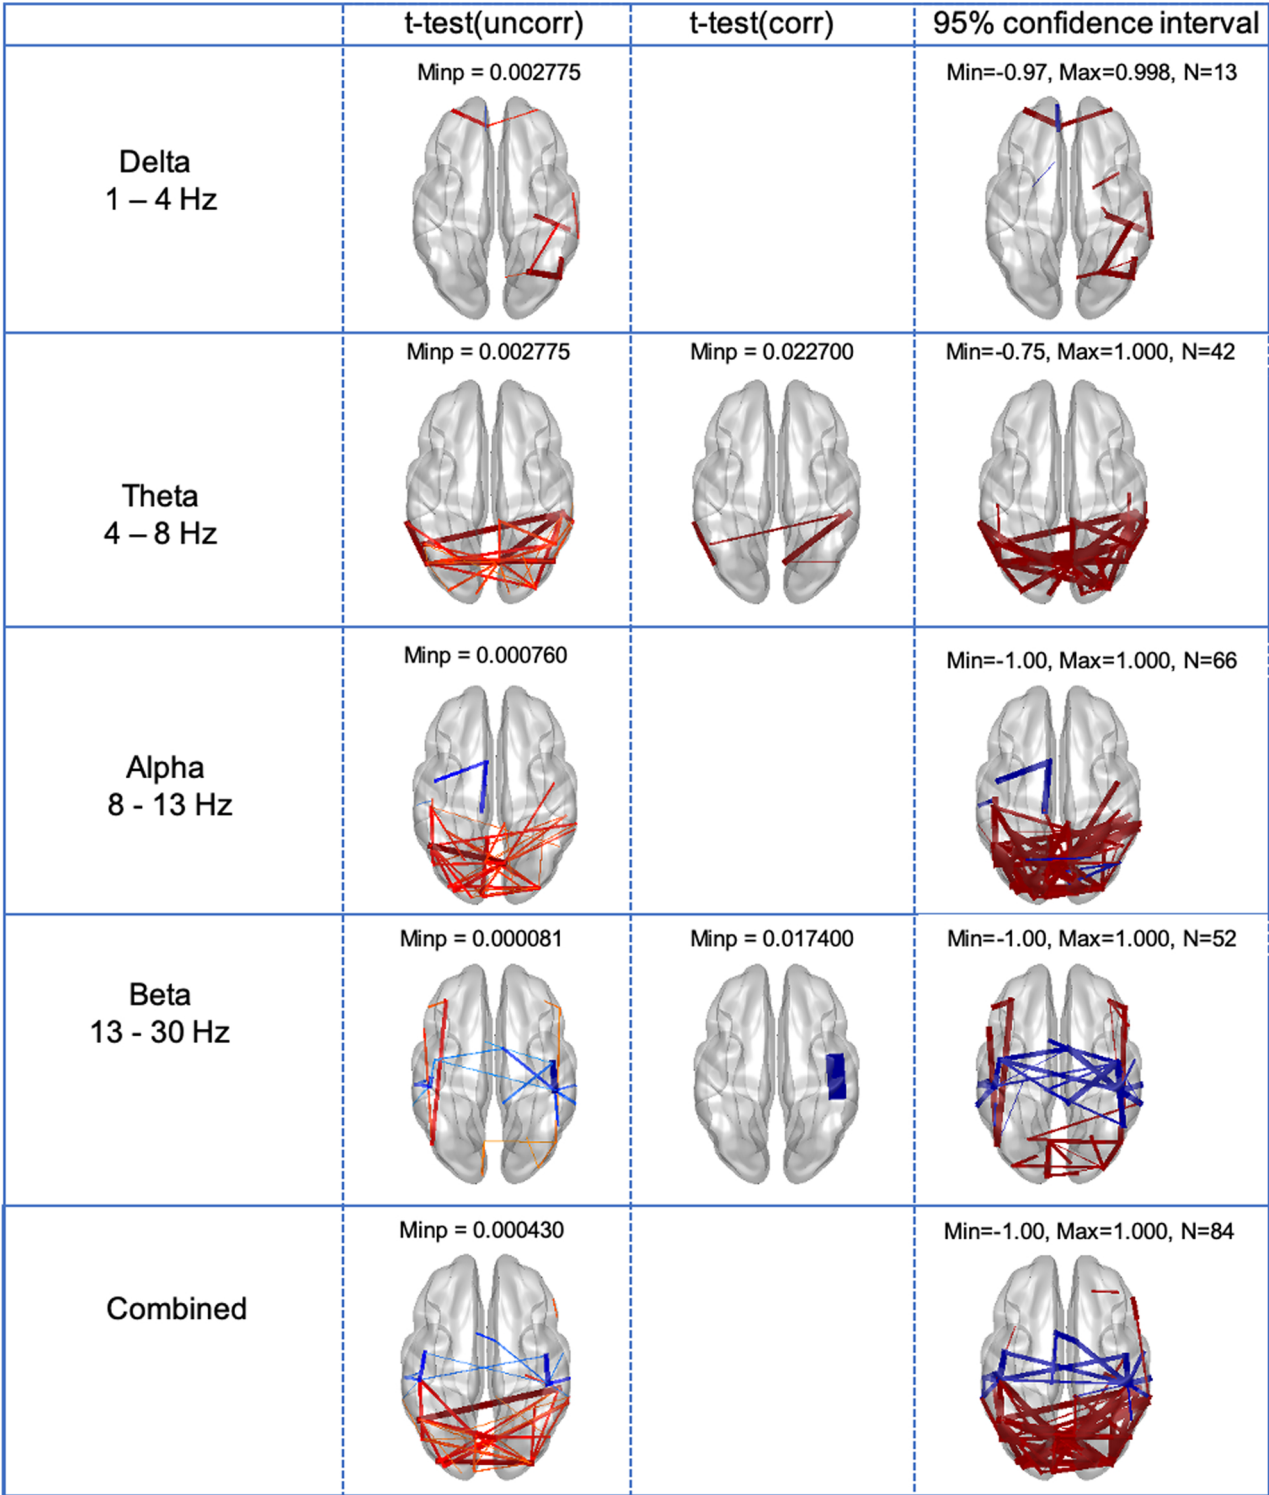 t-test(uncorr) t-test(corr) 95% confidence interval
Minp = 0.002775 Min=-0.97, Max=0.998, N=13
Delta
1 – 4 Hz
Minp = 0.002775 Minp = 0.022700 Min=-0.75, Max=1.000, N=42
Theta
4 – 8 Hz
Minp = 0.000760 Min=-1.00, Max=1.000, N=66
Alpha
8 - 13 Hz
Minp = 0.000081 Minp = 0.017400 Min=-1.00, Max=1.000, N=52
Beta
13 - 30 Hz
Minp = 0.000430 Min=-1.00, Max=1.000, N=84
Combined